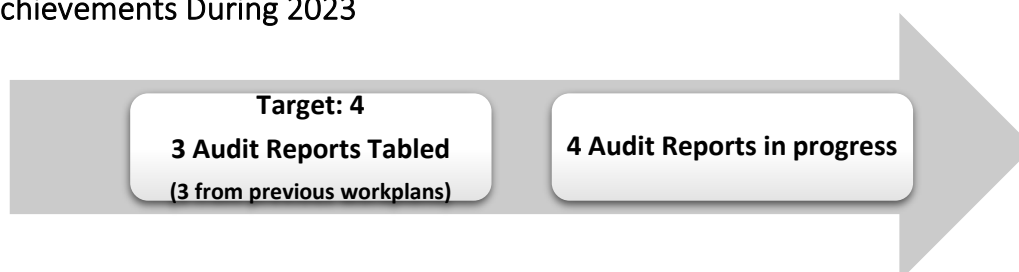 chievements During 2023
Target: 4
3 Audit Reports Tabled
(3 from previous workplans)
4 Audit Reports in progress